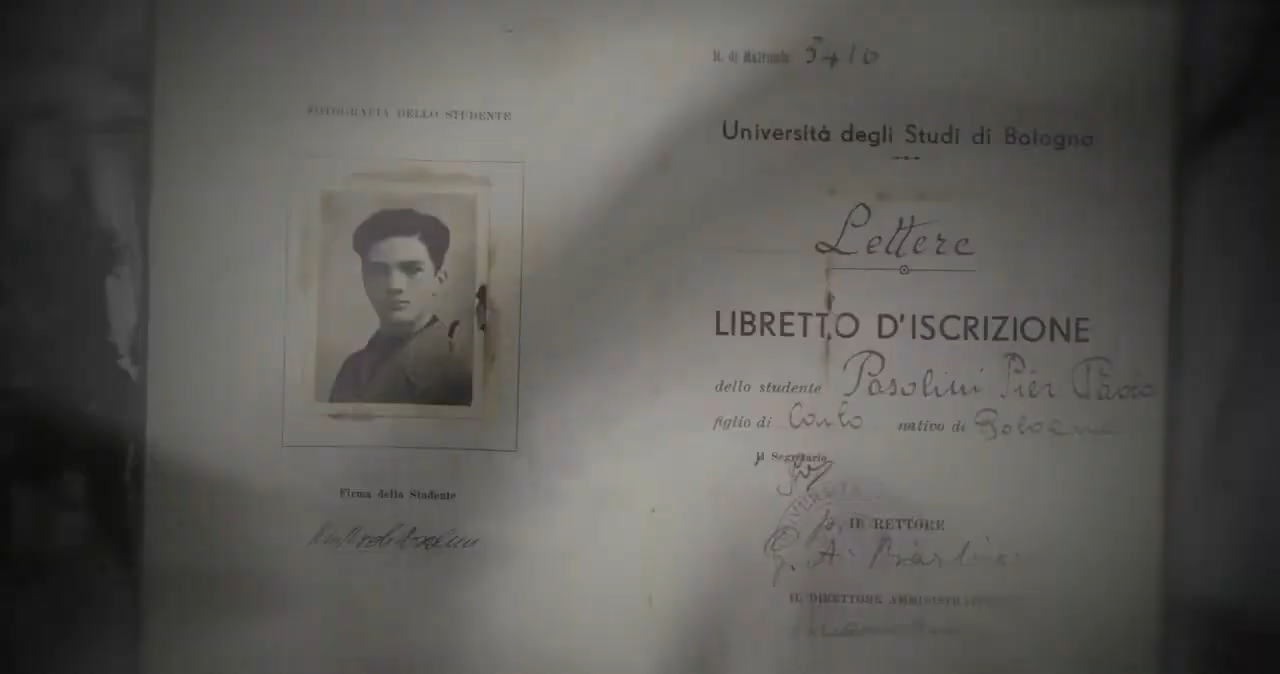 FOTOGRAFIA DELLO STUDENTE
Firma dello Studente
N. di Matricola 5410
Università degli Studi di Bologna
Lettere
LIBRETTO D'ISCRIZIONE
dello studente Pasolini Pier Paolo
figlio di Carlo nativo di Bologna
Il Segretario
IL RETTORE
G. A.
IL DIRETTORE AMMINISTRATIVO